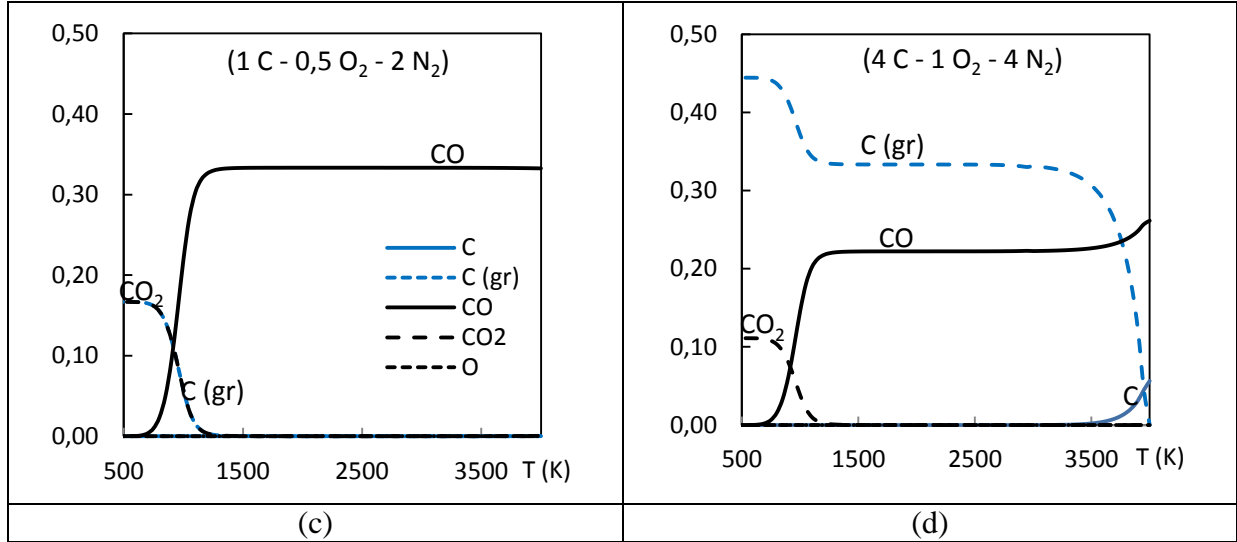 0,50
(1 C - 0,5 O₂ - 2 N₂)
0,40
CO
0,30
C
C (gr)
0,20
CO₂
CO
CO2
0,10
C (gr)
O
0,00
500 1500 2500 3500 T (K)
(c)
0,50
(4 C - 1 O₂ - 4 N₂)
0,40
C (gr)
0,30
CO
0,20
CO₂
0,10
C
0,00
500 1500 2500 3500 T (K)
(d)